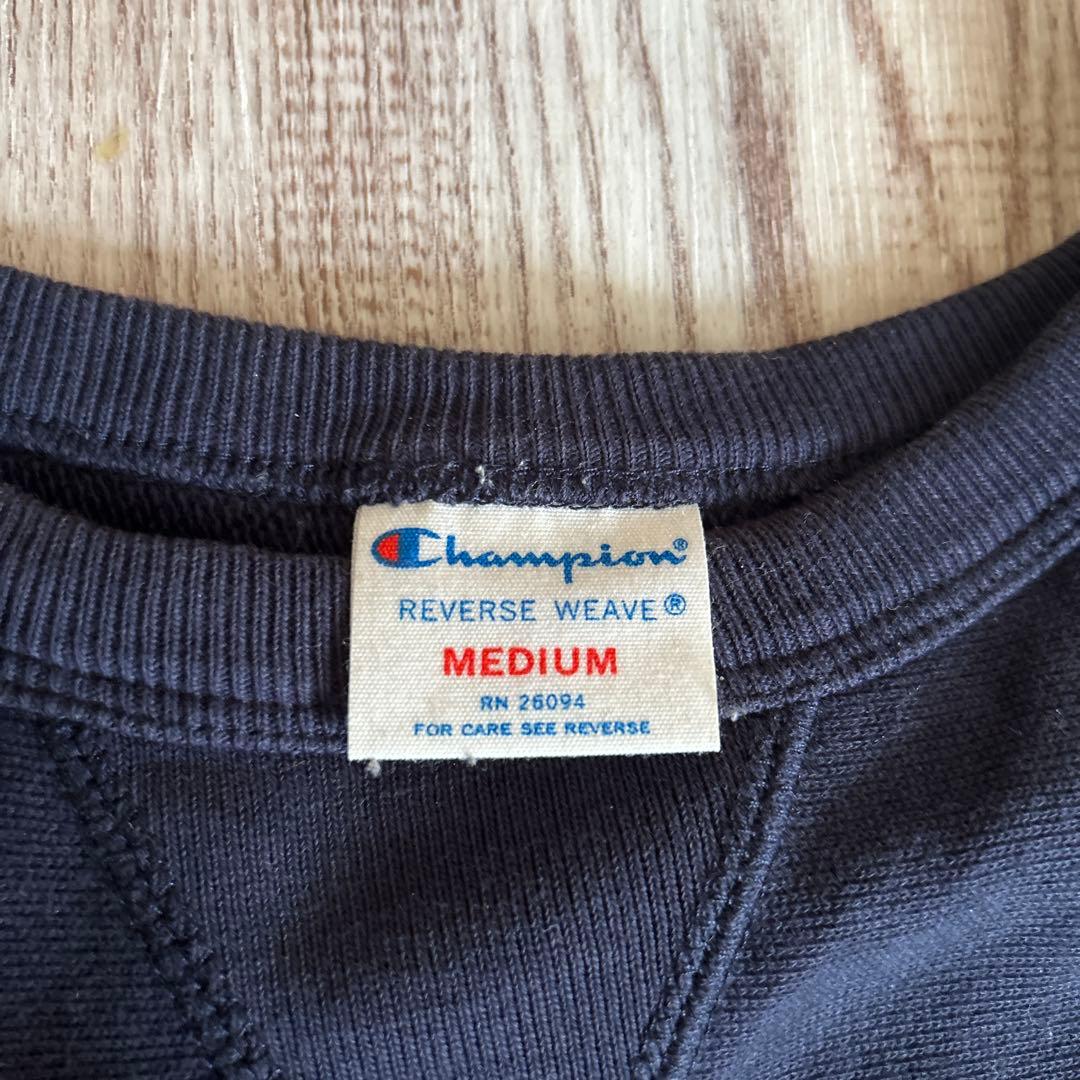 Champion®
REVERSE WEAVE®
MEDIUM
RN 26094
FOR CARE SEE REVERSE